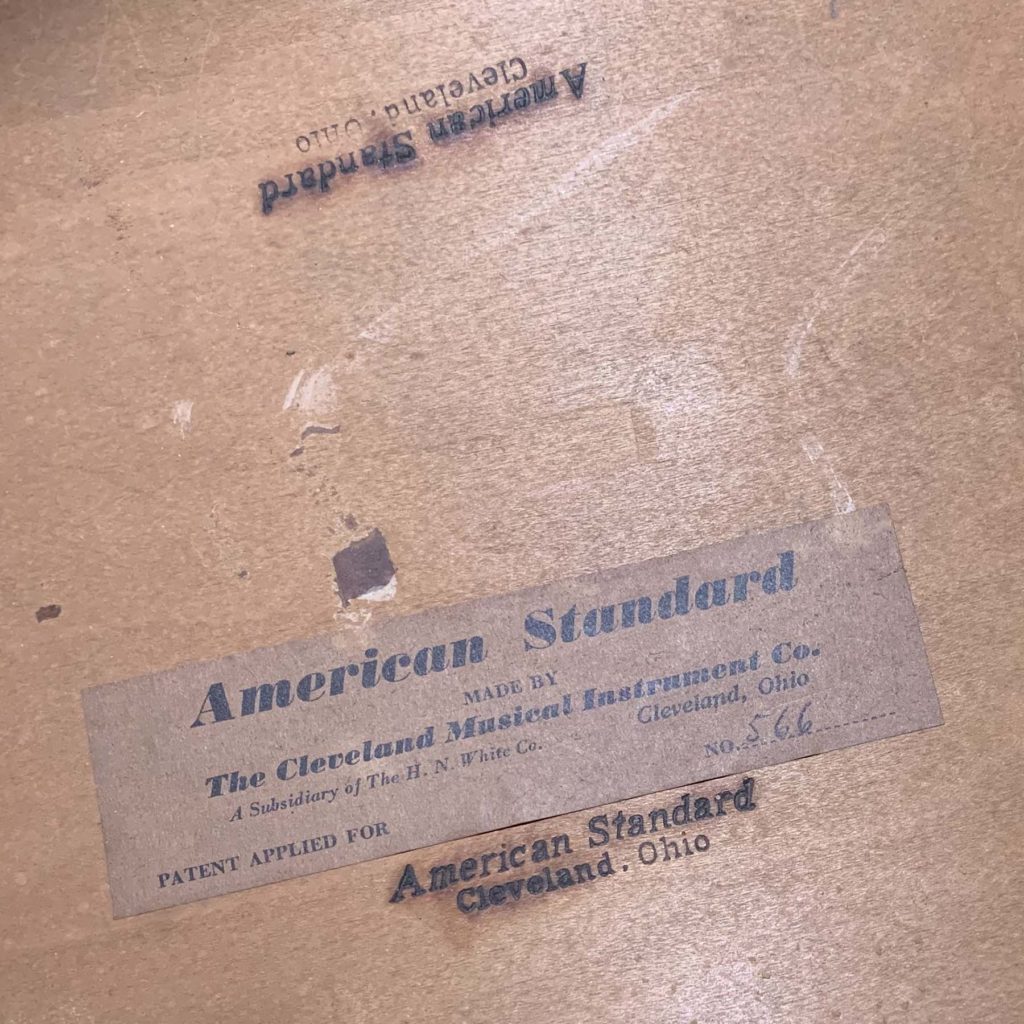 American Standard
Cleveland, Ohio
American Standard
MADE BY
The Cleveland Musical Instrument Co.
A Subsidiary of The H. N. White Co.
Cleveland, Ohio
PATENT APPLIED FOR
NO. 566
American Standard
Cleveland, Ohio